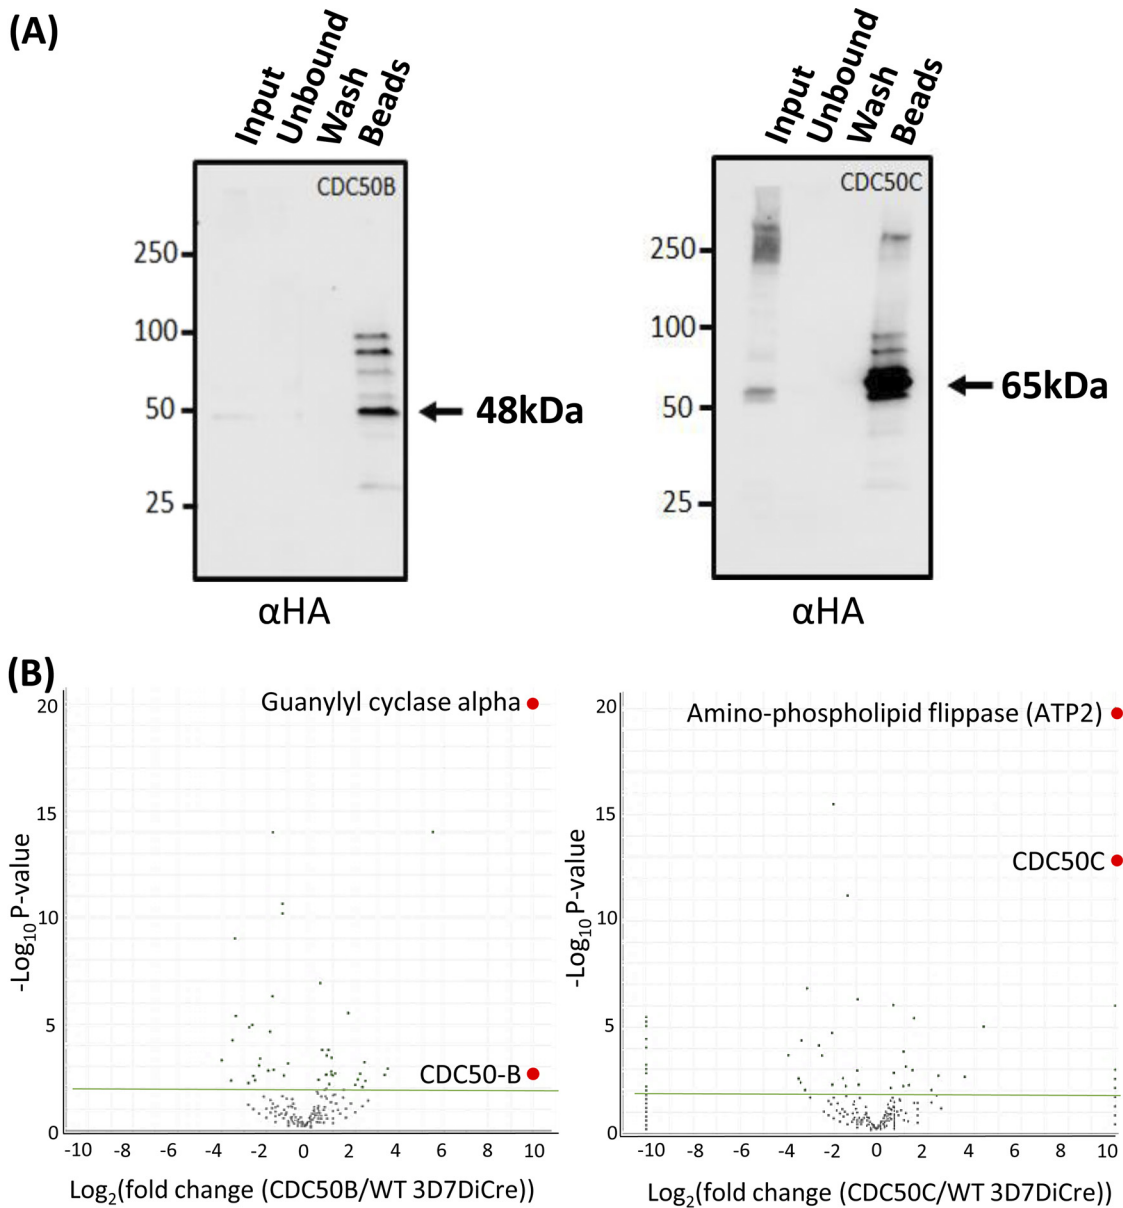 (A)
Input Unbound Wash Beads
Input Unbound Wash Beads
CDC50B
CDC50C
250
100
50
25
48kDa
250
100
50
25
65kDa
αHA
αHA
(B)
Guanylyl cyclase alpha
CDC50-B
20
15
10
5
0
-Log10 P-value
-10 -8 -6 -4 -2 0 2 4 6 8 10
Log2(fold change (CDC50B/WT 3D7DiCre))
Amino-phospholipid flippase (ATP2)
CDC50C
20
15
10
5
0
-Log10 P-value
-10 -8 -6 -4 -2 0 2 4 6 8 10
Log2(fold change (CDC50C/WT 3D7DiCre))